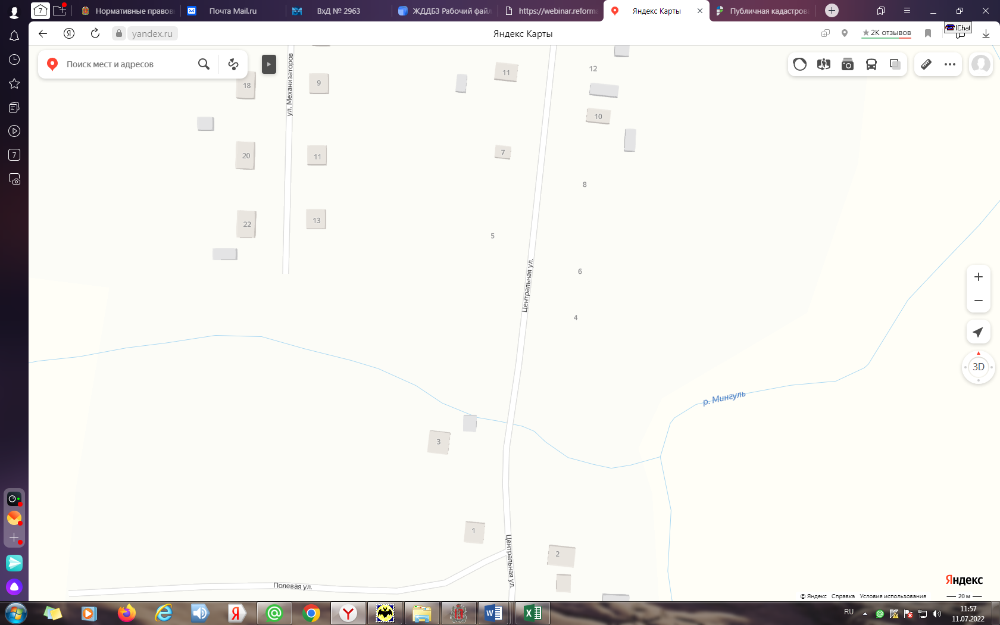 7
Нормативные правов
Почта Mail.ru
ВхД № 2963
ЖДДБЗ Рабочий файл
https://webinar.reforma
Яндекс Карты
Публичная кадастрова
yandex.ru
Яндекс Карты
2K отзывов
IChat
Поиск мест и адресов
ул. Механизаторов
18
9
11
12
10
20
11
7
8
7
22
13
5
6
4
Центральная ул.
3D
р. Мингуль
3
1
2
Центральная ул.
Полевая ул.
Яндекс
© Яндекс Справка Условия использования
20 м
RU
11:57
11.07.2022